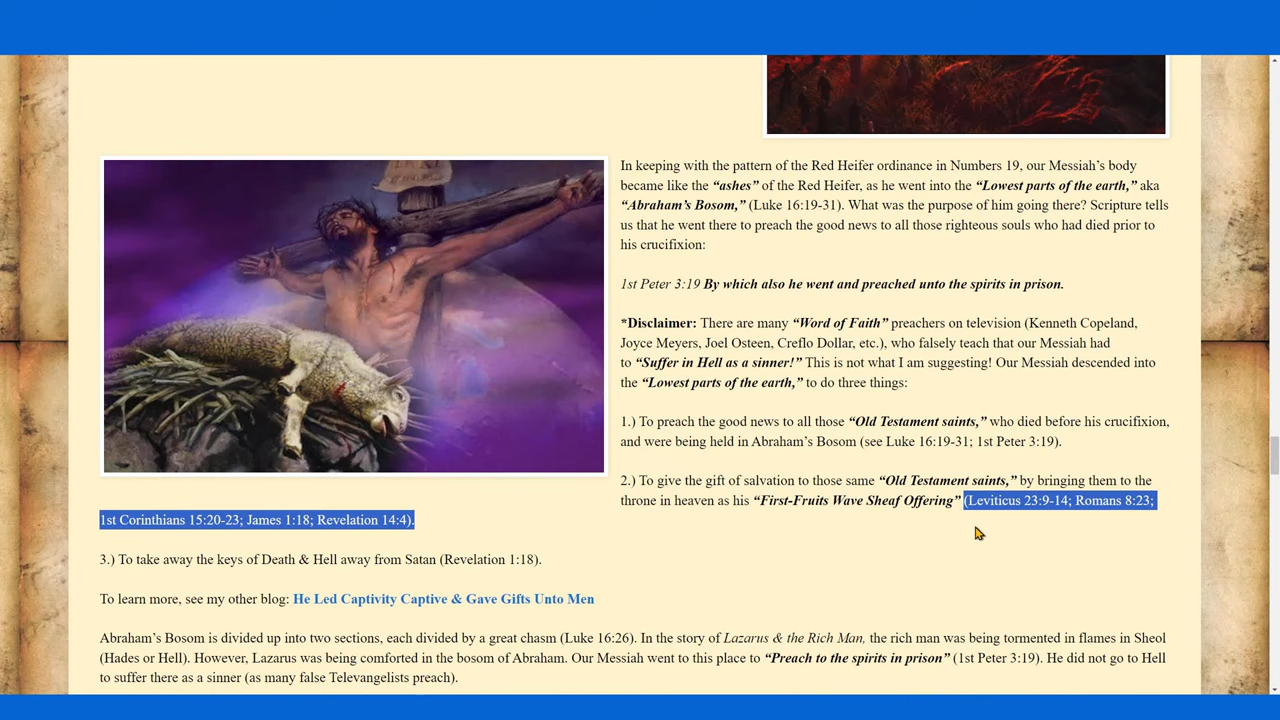 In keeping with the pattern of the Red Heifer ordinance in Numbers 19, our Messiah’s body
became like the “ashes” of the Red Heifer, as he went into the “Lowest parts of the earth,” aka
“Abraham’s Bosom,” (Luke 16:19-31). What was the purpose of him going there? Scripture tells
us that he went there to preach the good news to all those righteous souls who had died prior to
his crucifixion:
1st Peter 3:19 By which also he went and preached unto the spirits in prison.
*Disclaimer: There are many “Word of Faith” preachers on television (Kenneth Copeland,
Joyce Meyers, Joel Osteen, Creflo Dollar, etc.), who falsely teach that our Messiah had
to “Suffer in Hell as a sinner!” This is not what I am suggesting! Our Messiah descended into
the “Lowest parts of the earth,” to do three things:
1.) To preach the good news to all those “Old Testament saints,” who died before his crucifixion,
and were being held in Abraham’s Bosom (see Luke 16:19-31; 1st Peter 3:19).
2.) To give the gift of salvation to those same “Old Testament saints,” by bringing them to the
throne in heaven as his “First-Fruits Wave Sheaf Offering” (Leviticus 23:9-14; Romans 8:23;
1st Corinthians 15:20-23; James 1:18; Revelation 14:4).
3.) To take away the keys of Death & Hell away from Satan (Revelation 1:18).
To learn more, see my other blog: He Led Captivity Captive & Gave Gifts Unto Men
Abraham’s Bosom is divided up into two sections, each divided by a great chasm (Luke 16:26). In the story of Lazarus & the Rich Man, the rich man was being tormented in flames in Sheol
(Hades or Hell). However, Lazarus was being comforted in the bosom of Abraham. Our Messiah went to this place to “Preach to the spirits in prison” (1st Peter 3:19). He did not go to Hell
to suffer there as a sinner (as many false Televangelists preach).